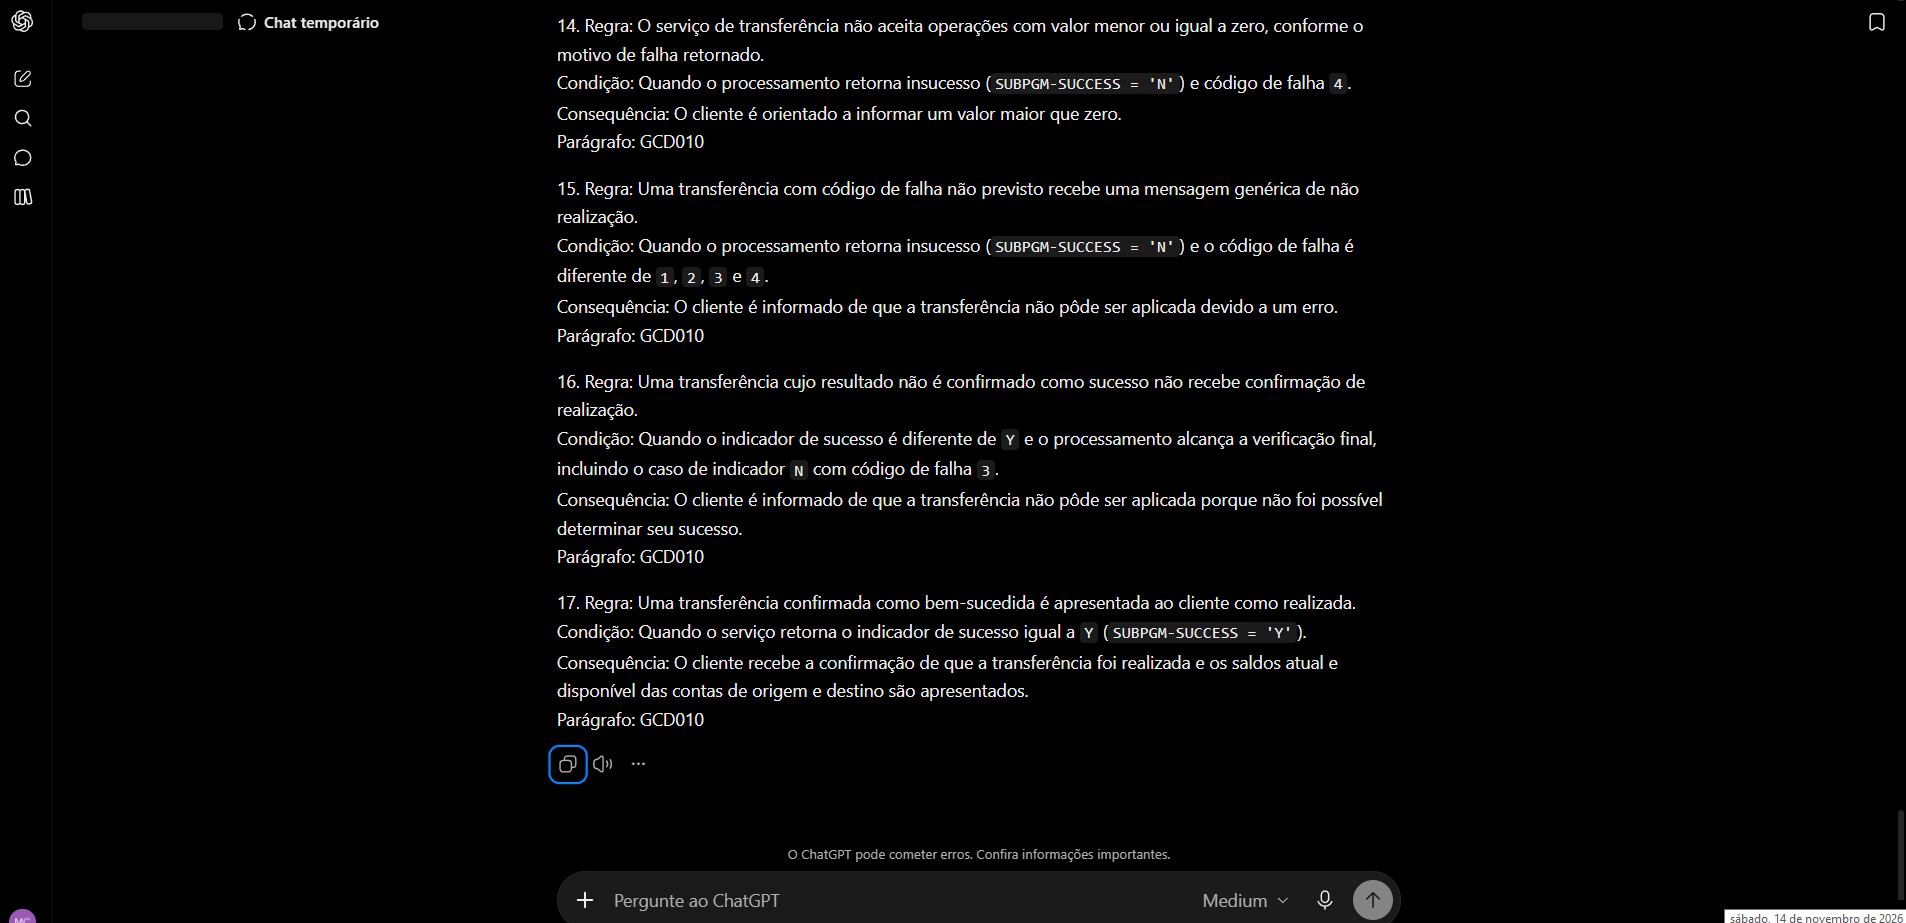 Chat temporário
14. Regra: O serviço de transferência não aceita operações com valor menor ou igual a zero, conforme o
motivo de falha retornado.
Condição: Quando o processamento retorna insucesso (SUBPGM-SUCCESS = 'N') e código de falha 4.
Consequência: O cliente é orientado a informar um valor maior que zero.
Parágrafo: GCD010
15. Regra: Uma transferência com código de falha não previsto recebe uma mensagem genérica de não
realização.
Condição: Quando o processamento retorna insucesso (SUBPGM-SUCCESS = 'N') e o código de falha é
diferente de 1, 2, 3 e 4.
Consequência: O cliente é informado de que a transferência não pôde ser aplicada devido a um erro.
Parágrafo: GCD010
16. Regra: Uma transferência cujo resultado não é confirmado como sucesso não recebe confirmação de
realização.
Condição: Quando o indicador de sucesso é diferente de Y e o processamento alcança a verificação final,
incluindo o caso de indicador N com código de falha 3.
Consequência: O cliente é informado de que a transferência não pôde ser aplicada porque não foi possível
determinar seu sucesso.
Parágrafo: GCD010
17. Regra: Uma transferência confirmada como bem-sucedida é apresentada ao cliente como realizada.
Condição: Quando o serviço retorna o indicador de sucesso igual a Y (SUBPGM-SUCCESS = 'Y').
Consequência: O cliente recebe a confirmação de que a transferência foi realizada e os saldos atual e
disponível das contas de origem e destino são apresentados.
Parágrafo: GCD010
O ChatGPT pode cometer erros. Confira informações importantes.
Pergunte ao ChatGPT
Medium
MC
sábado, 14 de novembro de 2026